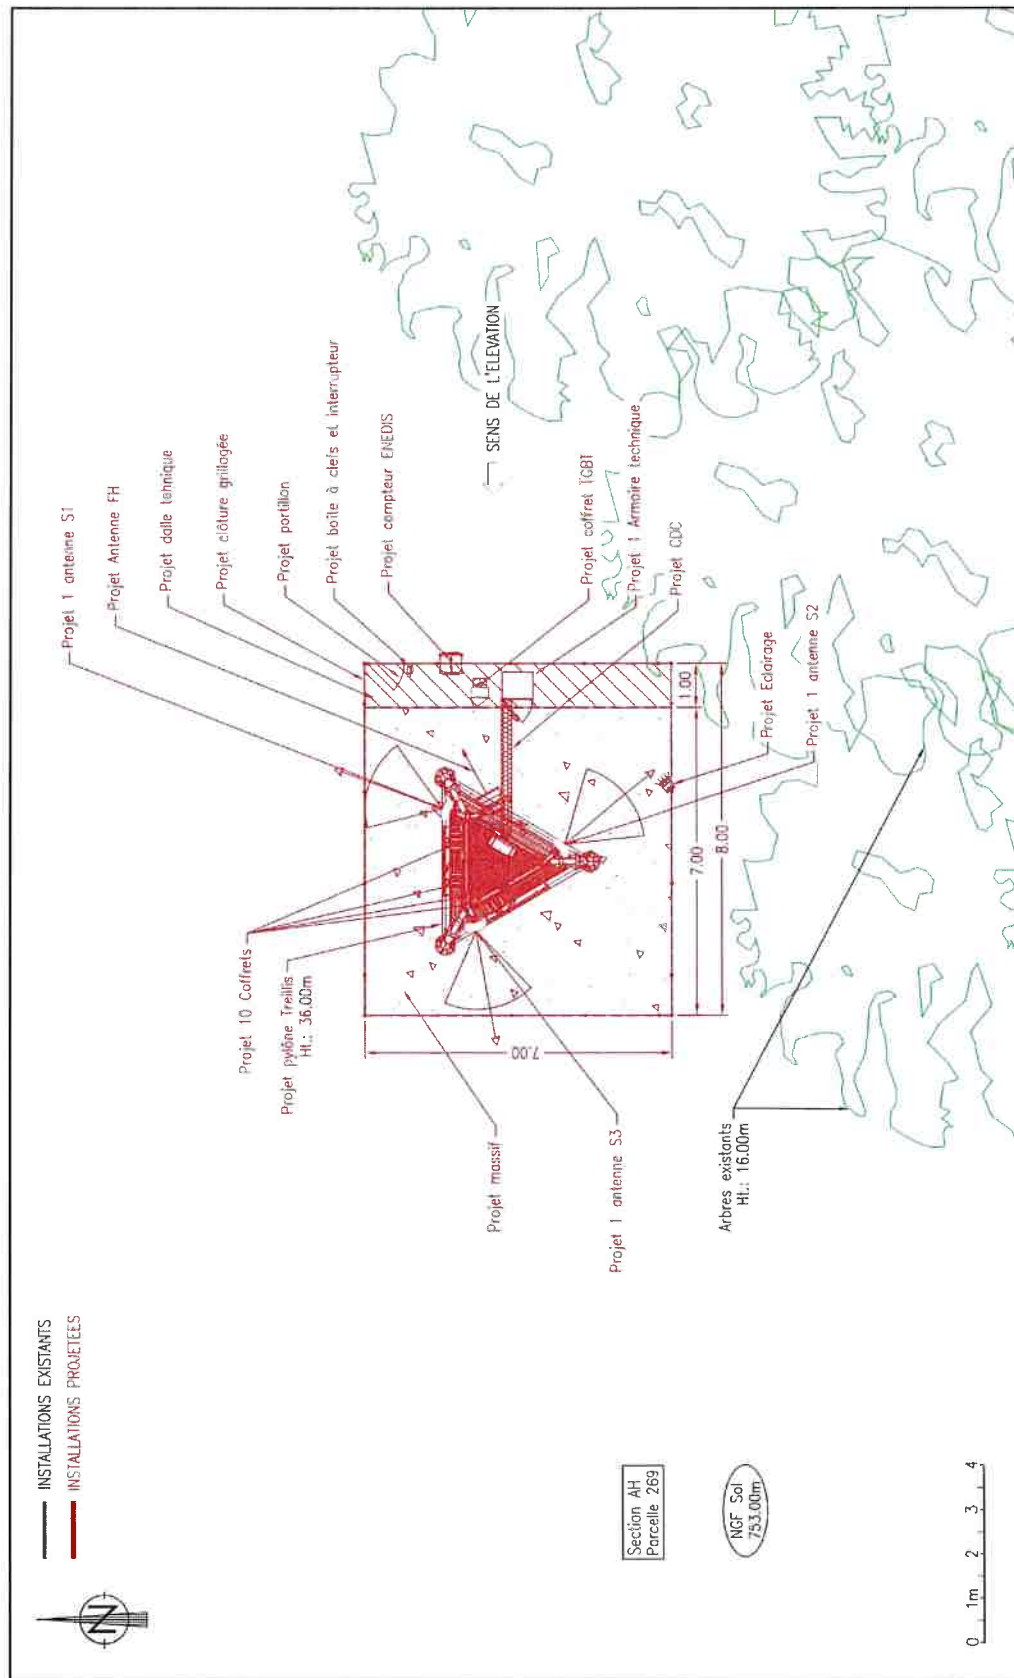 INSTALLATIONS EXISTANTS
INSTALLATIONS PROJETEES
N
Section AH
Parcelle 269
NGF Sol
753.00m
0 1m 2 3 4
Projet 10 Coffrets
Projet pylône Treillis
Ht.: 36.00m
Projet massif
Projet 1 antenne S3
Arbres existants
Ht.: 16.00m
Projet 1 antenne S1
Projet Antenne FH
Projet dalle tehnique
Projet clôture grillagée
Projet portillon
Projet boite à clefs et interrupteur
Projet compteur ENEDIS
SENS DE L'ELEVATION
Projet coffret TGBT
Projet 1 Armoire technique
Projet CDC
Projet Eclairage
Projet 1 antenne S2
7.00
7.00
1.00
8.00